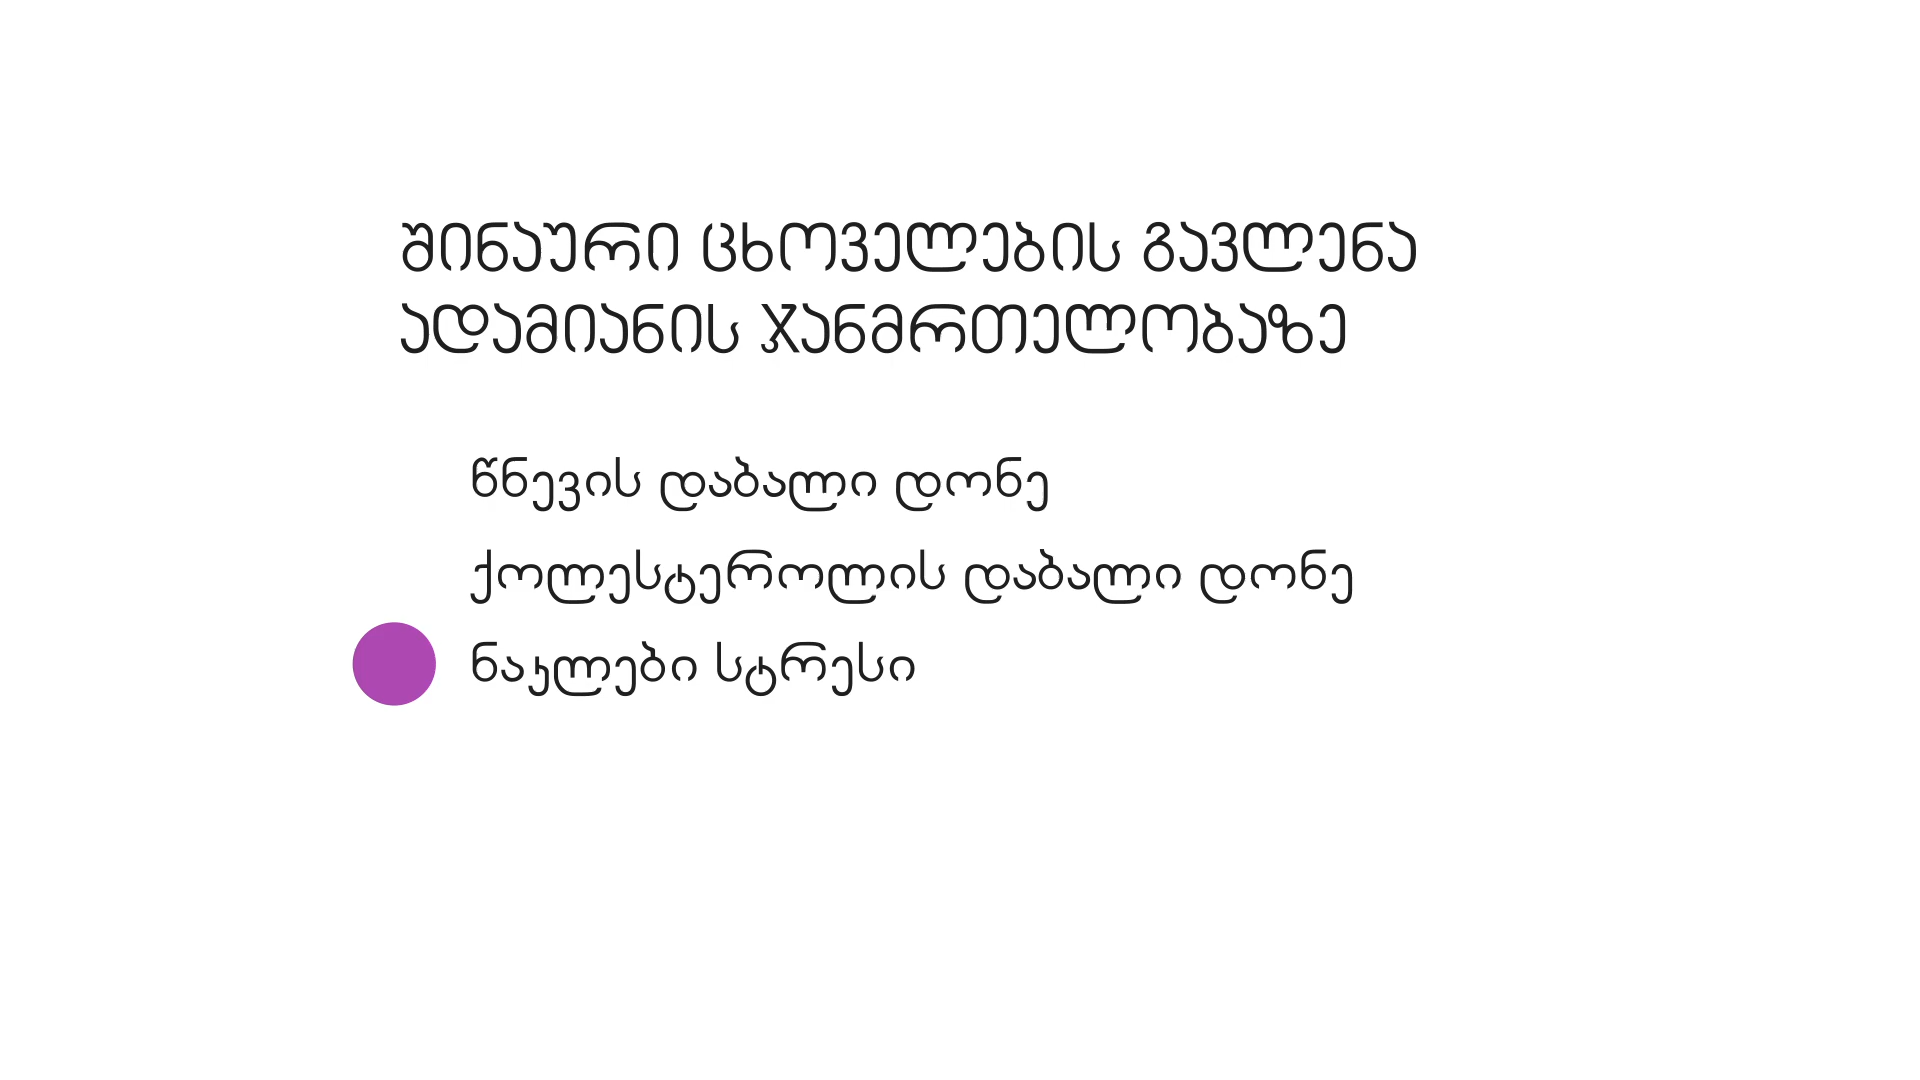 შინაური ცხოველების გავლენა
ადამიანის ჯანმრთელობაზე
წნევის დაბალი დონე
ქოლესტეროლის დაბალი დონე
ნაკლები სტრესი